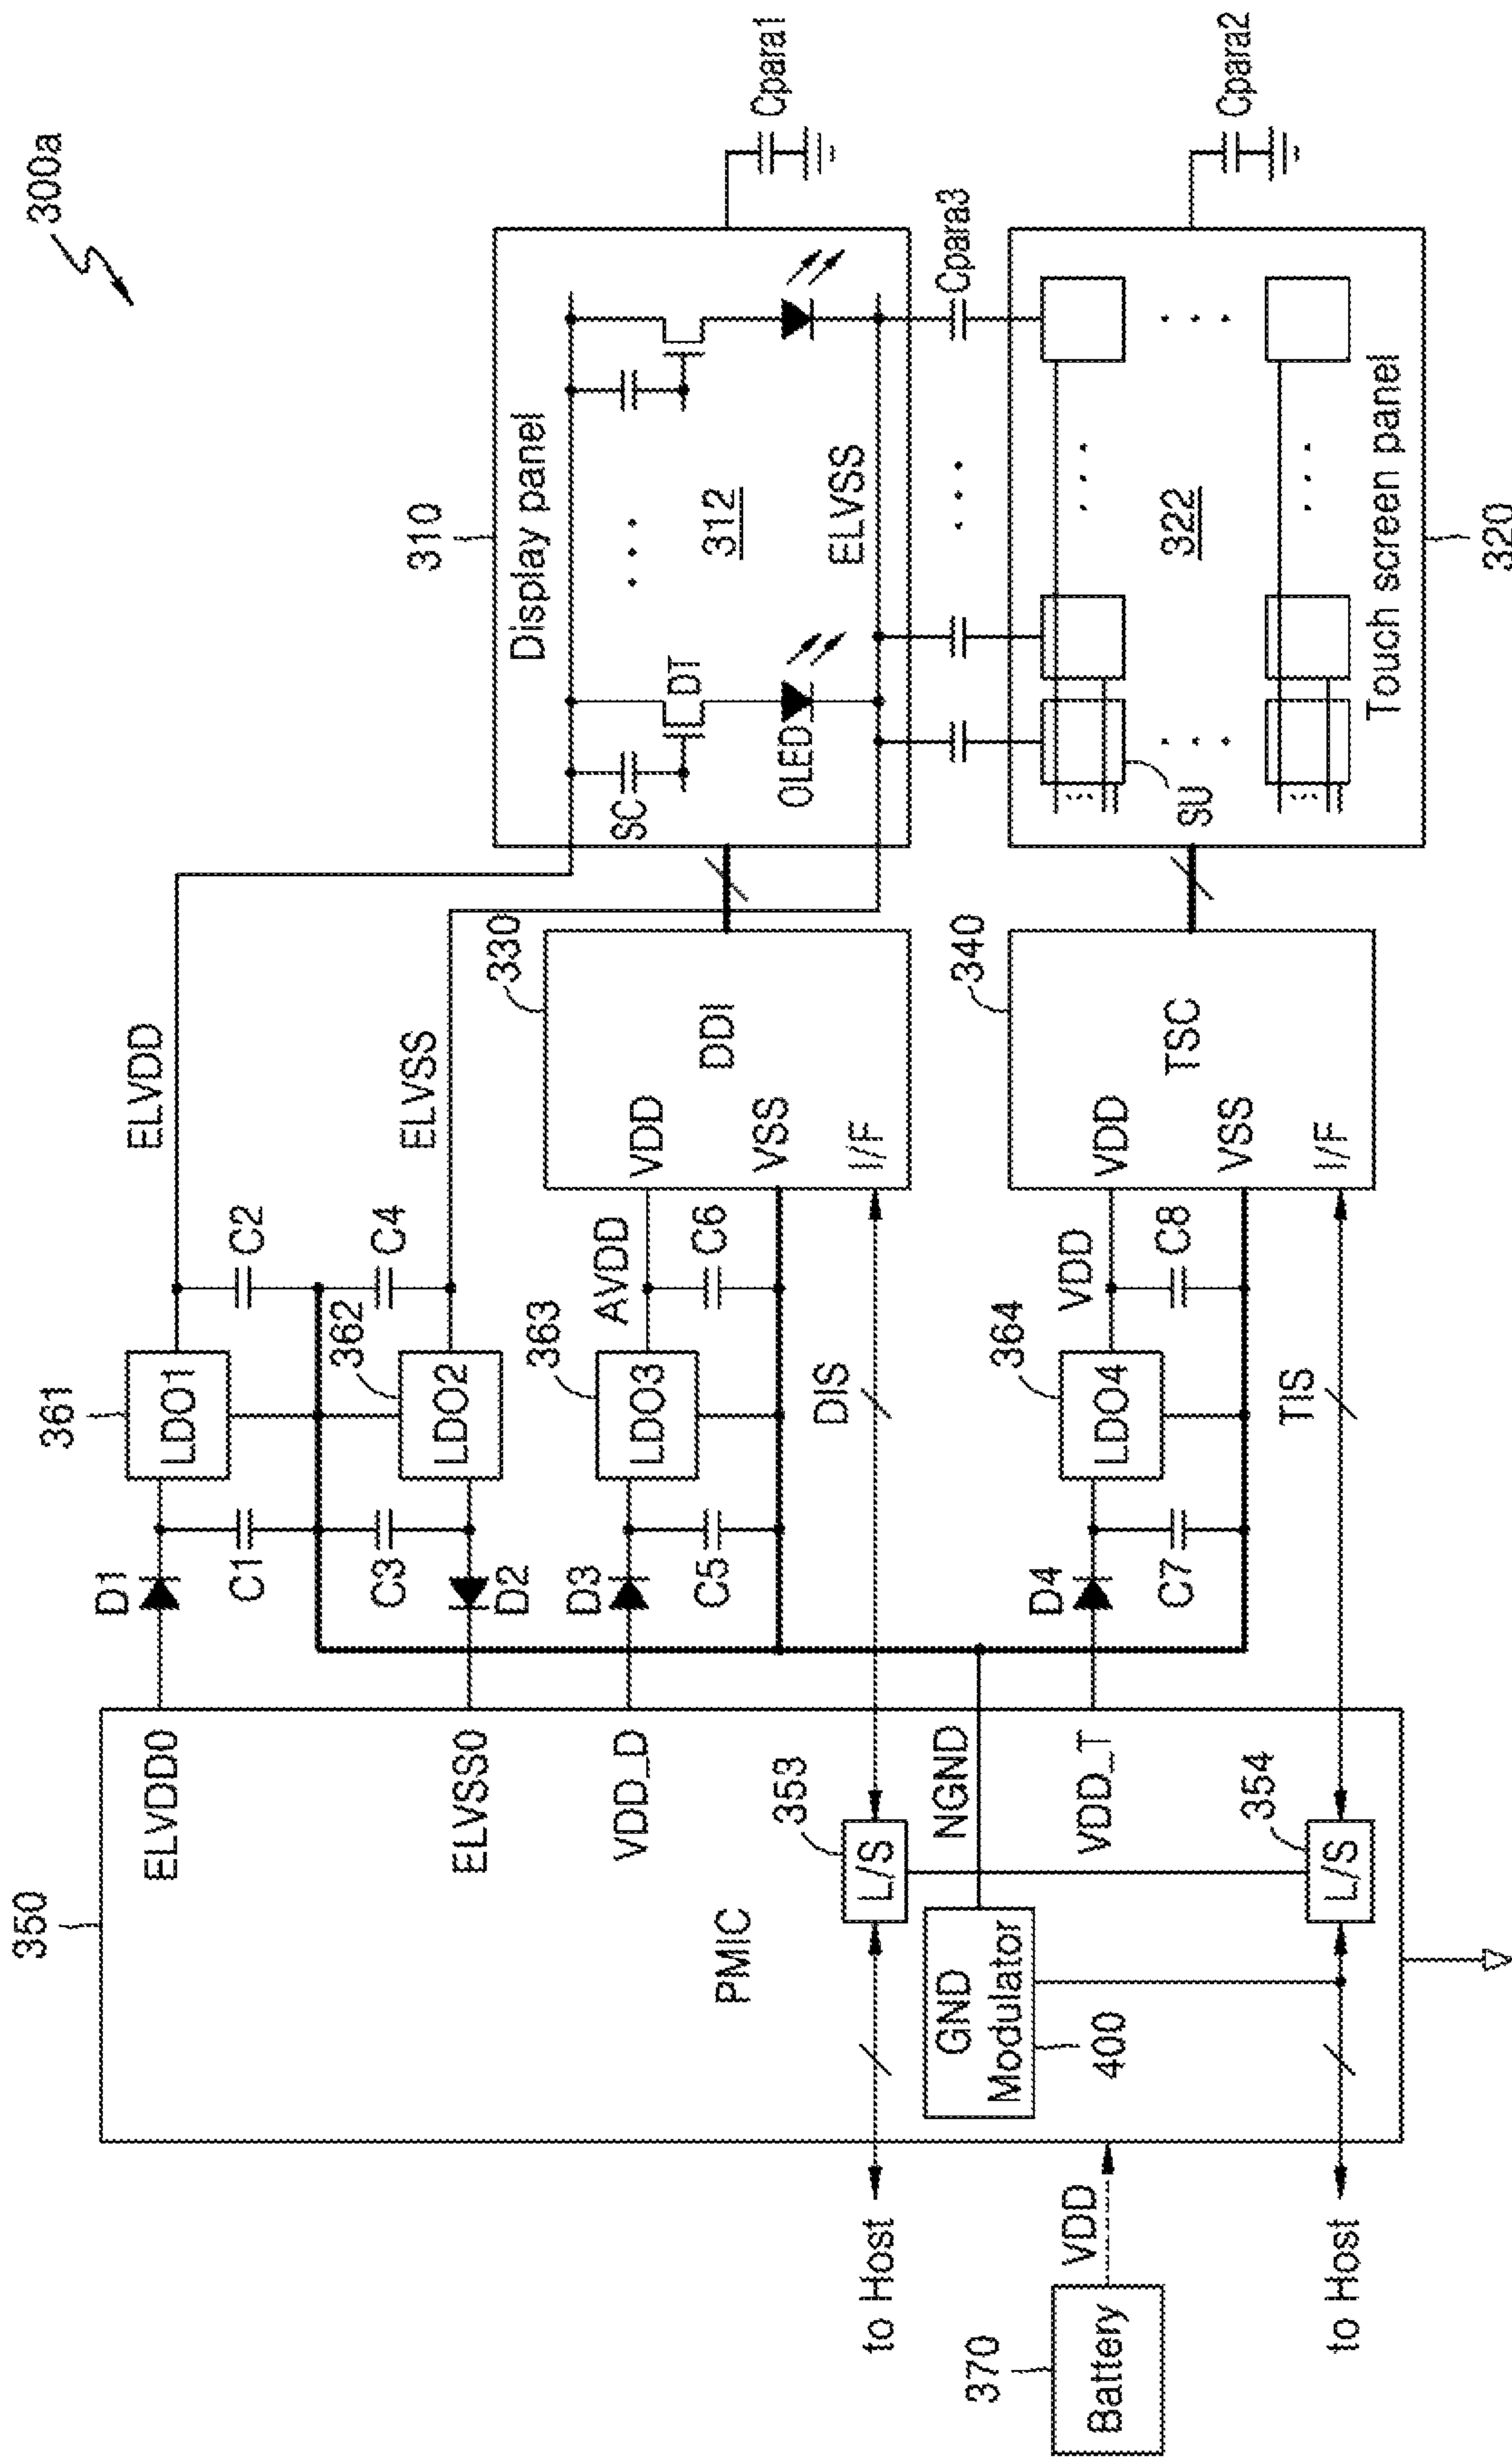 300a
350
ELVDD0
ELVSS0
VDD_D
PMIC
353
L/S
NGND
GND
Modulator
400
VDD_T
354
L/S
to Host
to Host
VDD
370
Battery
D1
361
LDO1
C1
C2
ELVDD
C3
C4
362
LDO2
D2
ELVSS
D3
363
LDO3
C5
C6
AVDD
330
VDD
DDI
VSS
I/F
DIS
D4
364
LDO4
C7
C8
VDD
340
VDD
TSC
VSS
I/F
TIS
310
Display panel
SC
DT
312
OLED
ELVSS
Cpara1
Cpara3
SU
322
Touch screen panel
320
Cpara2